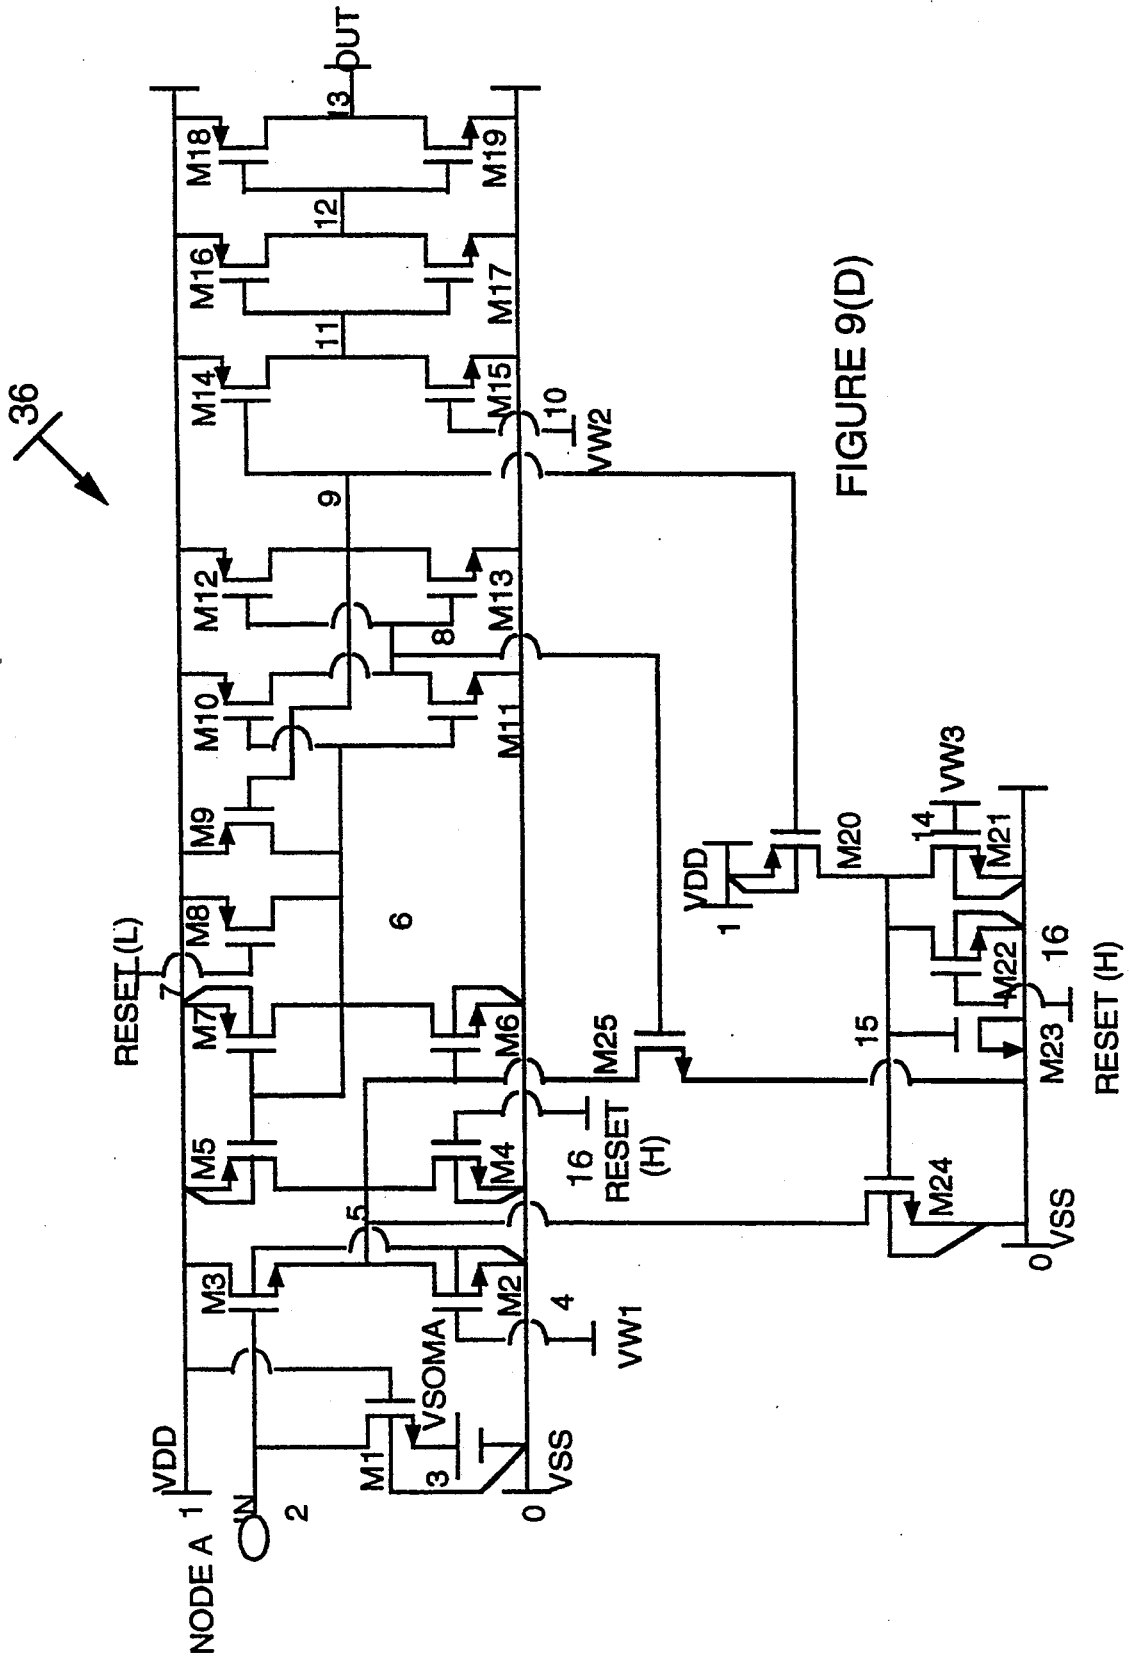 36
NODE A
1
VDD
IN
2
M1
3
VSOMA
0
VSS
M3
M2
4
VW1
5
M5
M4
16
RESET
(H)
M7
M6
7
RESET (L)
M8
6
M9
M10
M11
M12
M13
8
9
M14
M15
10
VW2
11
M16
M17
12
M18
M19
13
OUT
M25
VDD
1
M20
14
VW3
M21
M22
16
RESET (H)
M23
15
M24
0
VSS
FIGURE 9(D)